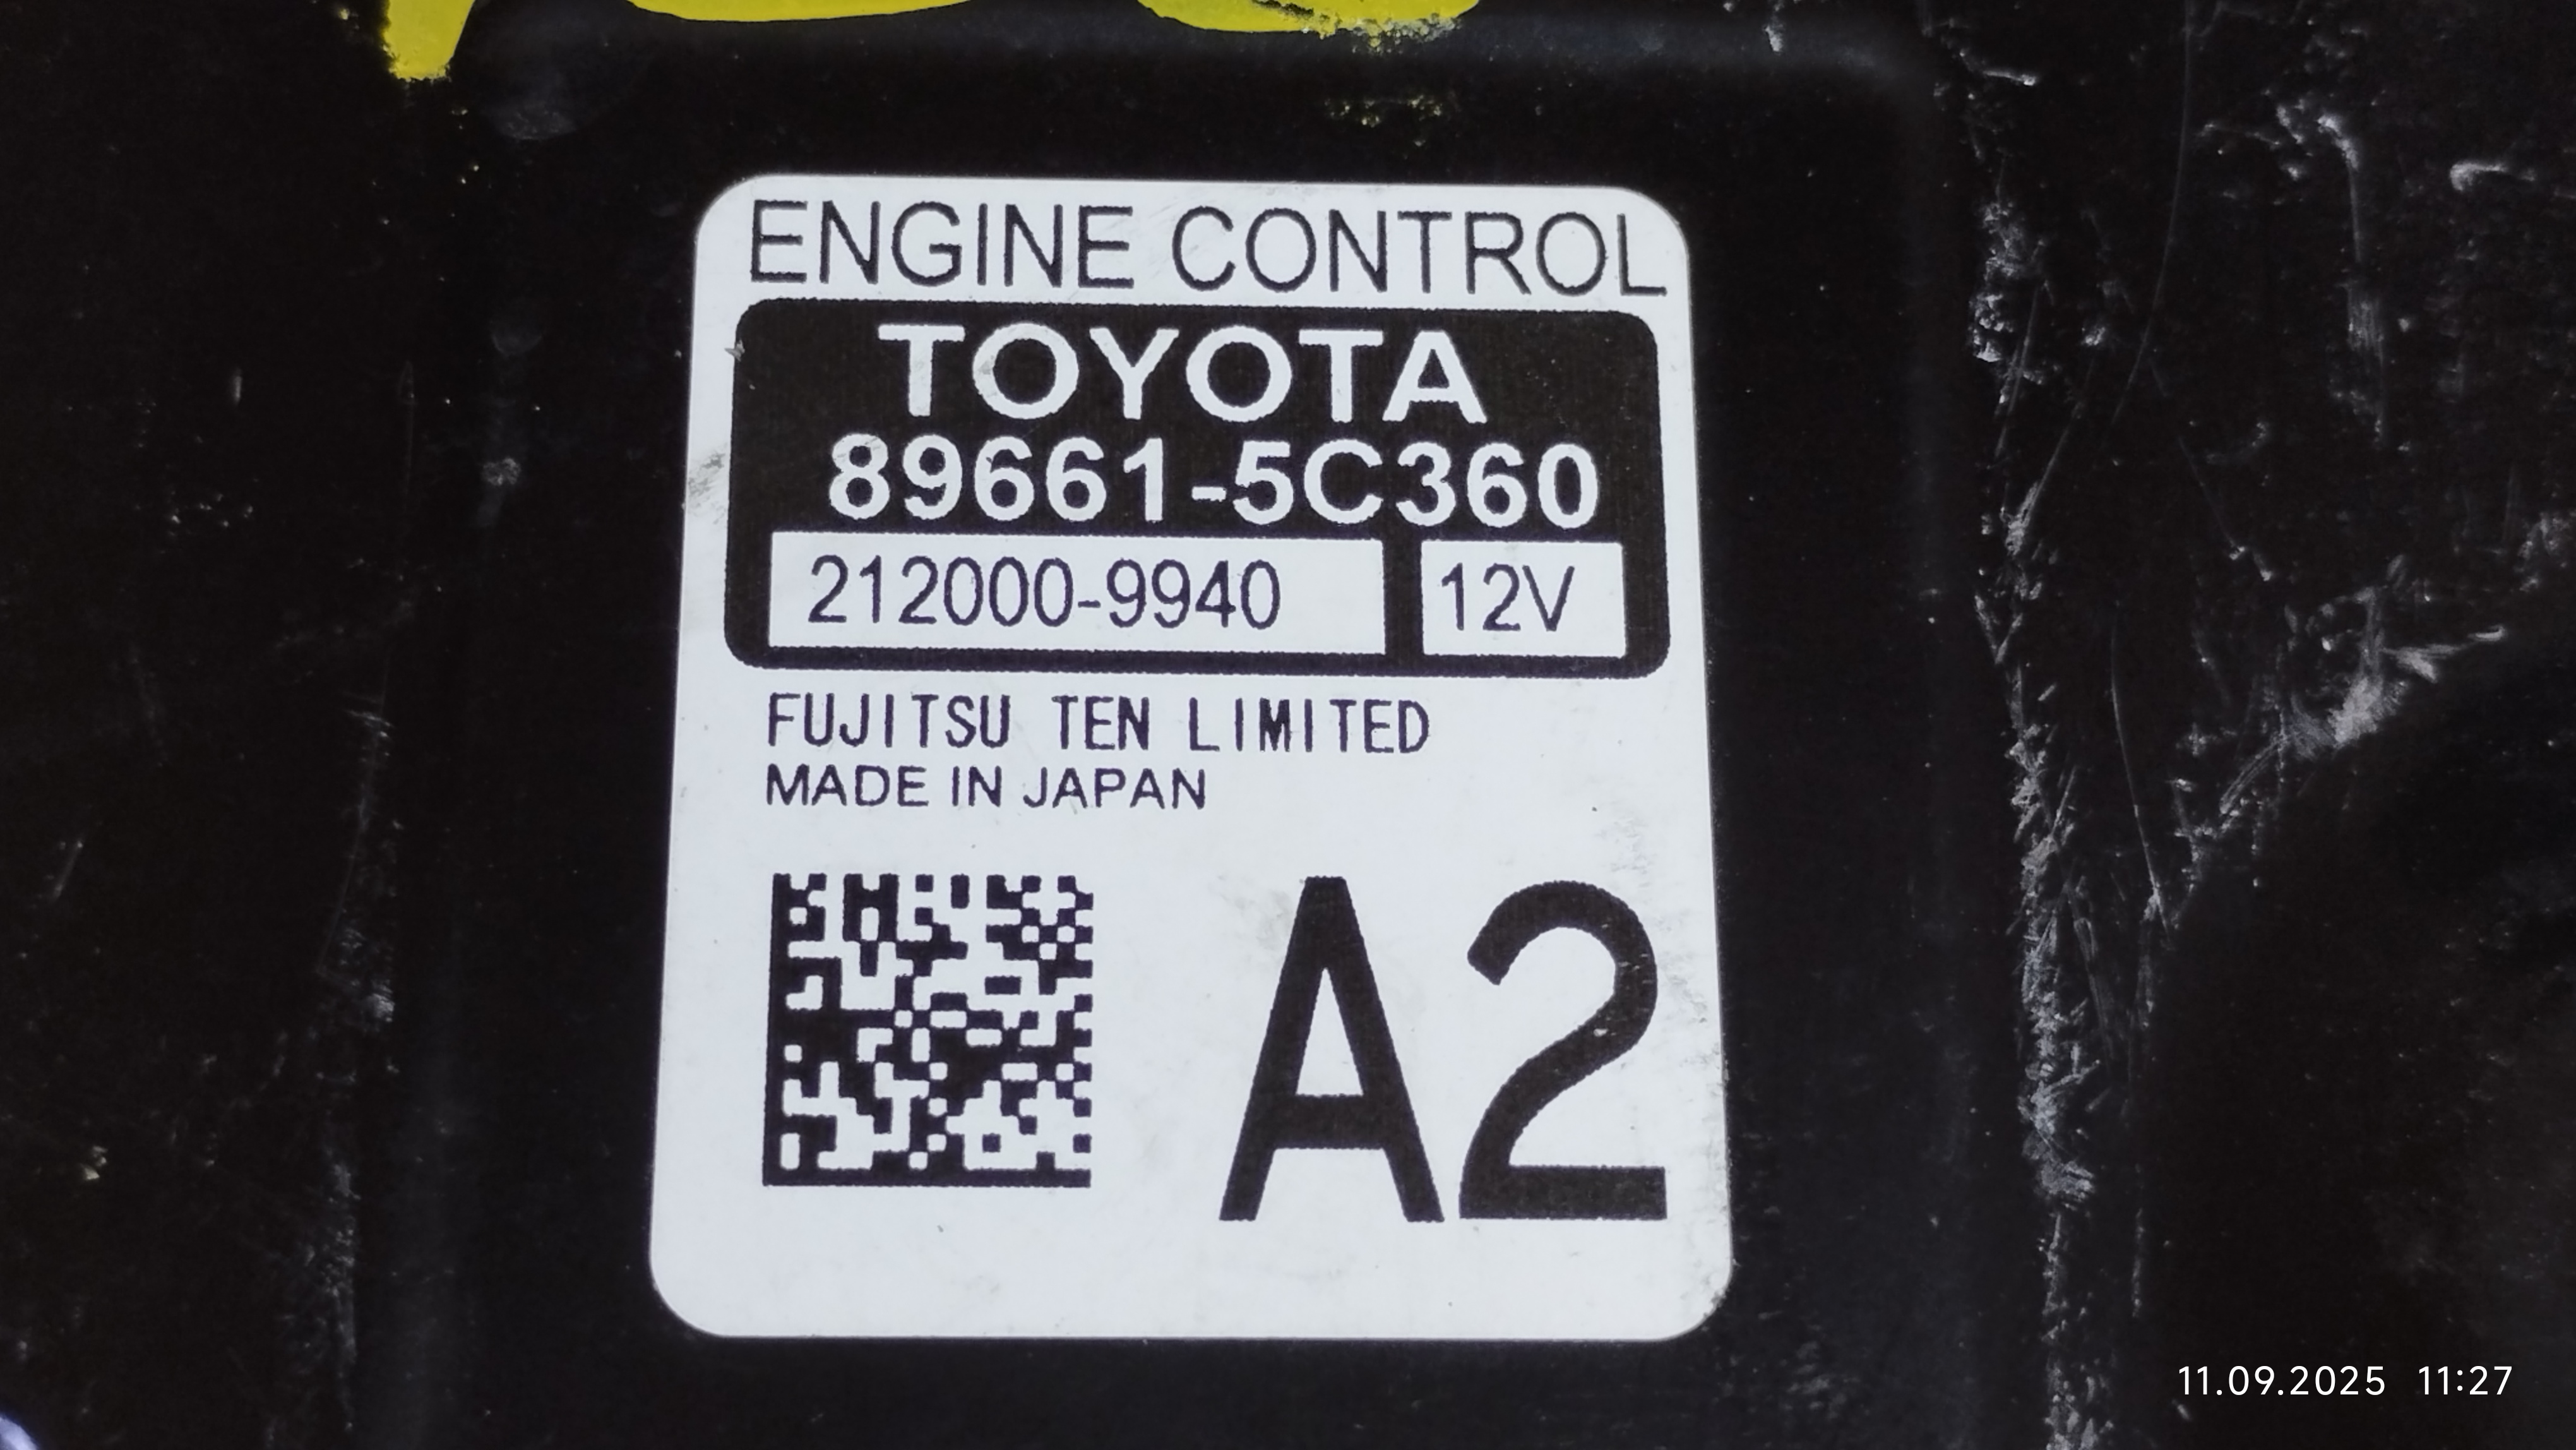 ENGINE CONTROL
TOYOTA
89661-5C360
212000-9940 12V
FUJITSU TEN LIMITED
MADE IN JAPAN
A2
11.09.2025 11:27